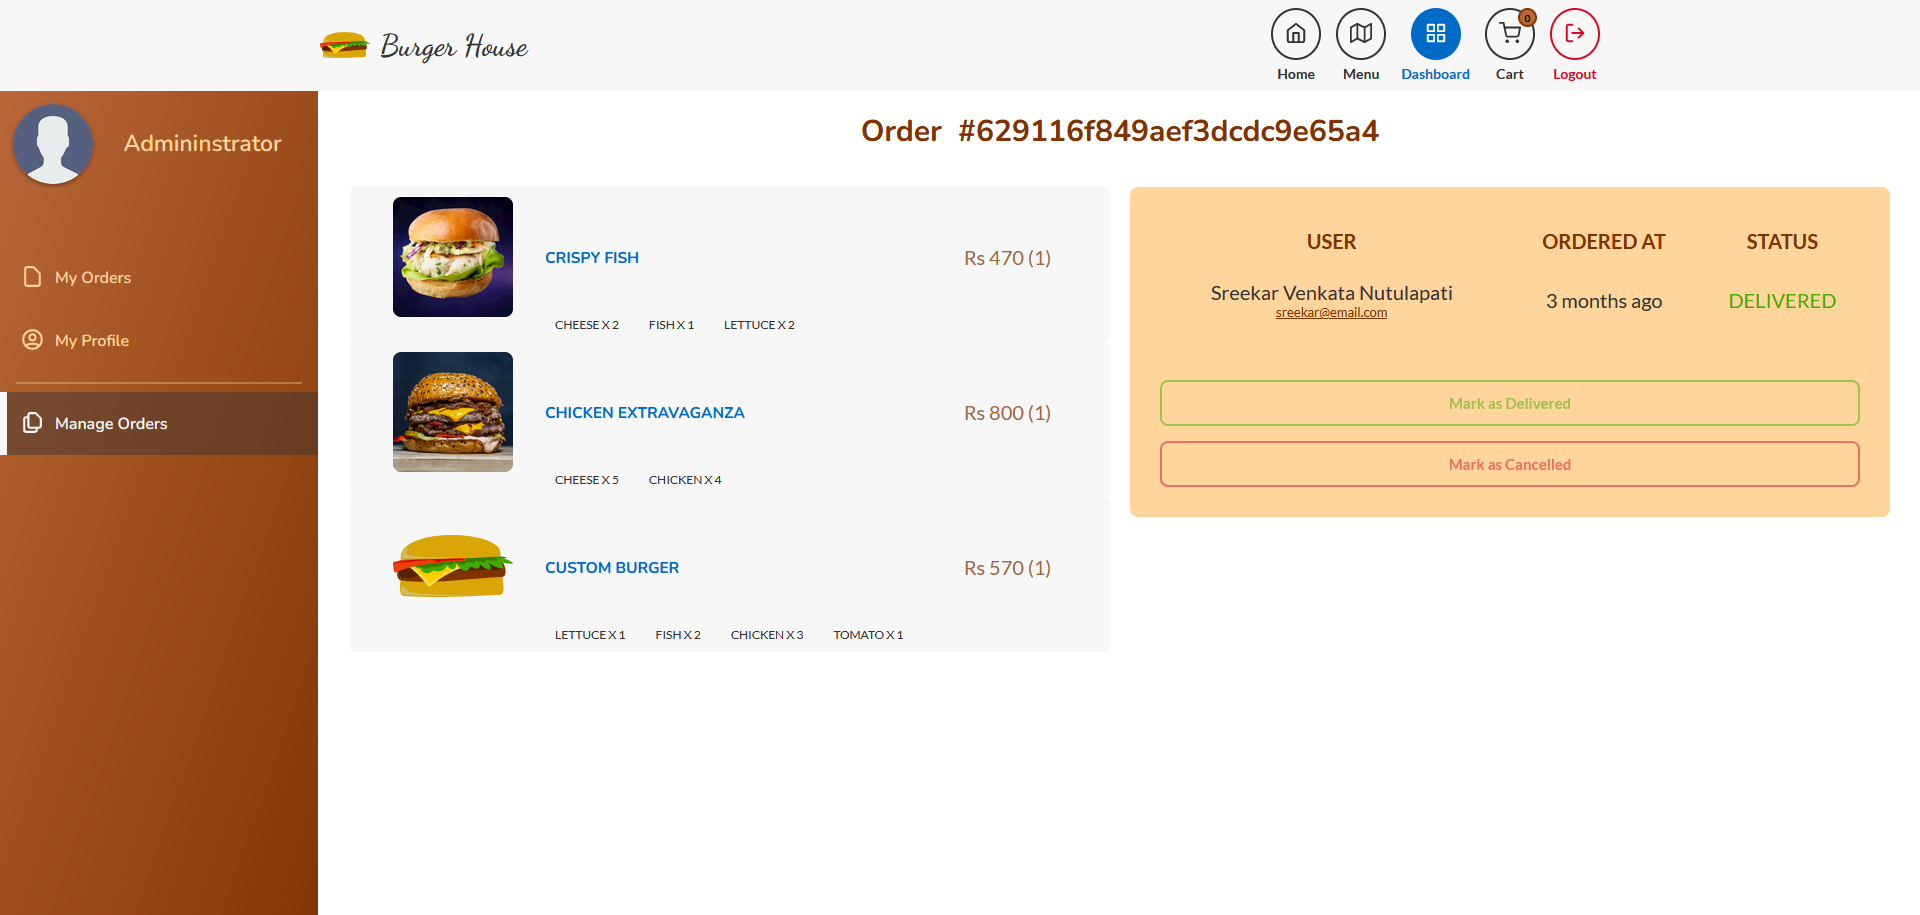 Burger House
0
Home
Menu
Dashboard
Cart
Logout
Admininstrator
My Orders
My Profile
Manage Orders
Order #629116f849aef3dcdc9e65a4
CRISPY FISH
Rs 470 (1)
CHEESE X 2
FISH X 1
LETTUCE X 2
CHICKEN EXTRAVAGANZA
Rs 800 (1)
CHEESE X 5
CHICKEN X 4
CUSTOM BURGER
Rs 570 (1)
LETTUCE X 1
FISH X 2
CHICKEN X 3
TOMATO X 1
USER
ORDERED AT
STATUS
Sreekar Venkata Nutulapati
sreekar@email.com
3 months ago
DELIVERED
Mark as Delivered
Mark as Cancelled